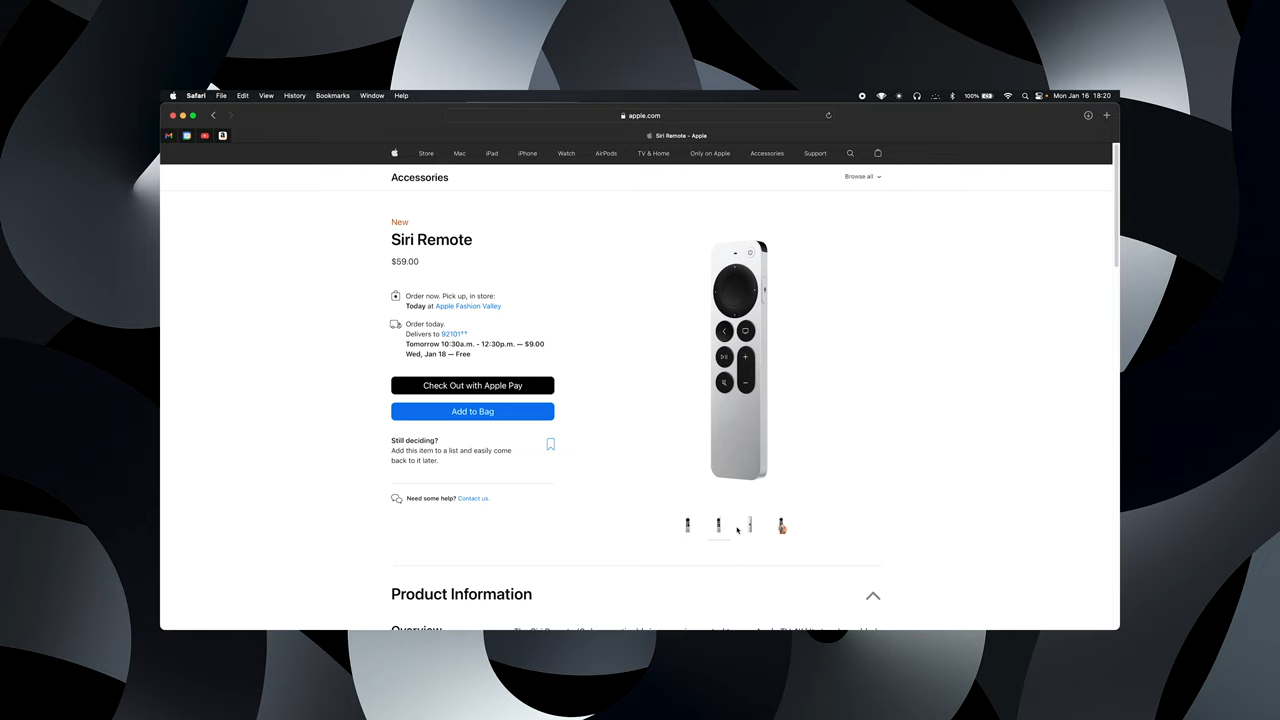 Safari File Edit View History Bookmarks Window Help
100% Mon Jan 16 18:20
apple.com
Siri Remote - Apple
Store Mac iPad iPhone Watch AirPods TV & Home Only on Apple Accessories Support
Accessories
Browse all
New
Siri Remote
$59.00
Order now. Pick up, in store:
Today at Apple Fashion Valley
Order today.
Delivers to 92101††
Tomorrow 10:30a.m. - 12:30p.m. — $9.00
Wed, Jan 18 — Free
Check Out with Apple Pay
Add to Bag
Still deciding?
Add this item to a list and easily come
back to it later.
Need some help? Contact us.
Product Information
Overview